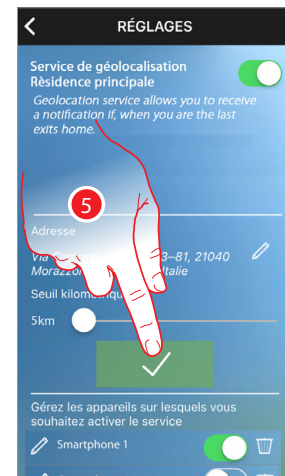 RÉGLAGES
Service de géolocalisation
Rèsidence principale
Geolocation service allows you to receive
a notification if, when you are the last
exits home.
5
Adresse
Via 3–81, 21040
Morazzo Italie
Seuil kilom
5km
Gérez les appareils sur lesquels vous
souhaitez activer le service
Smartphone 1